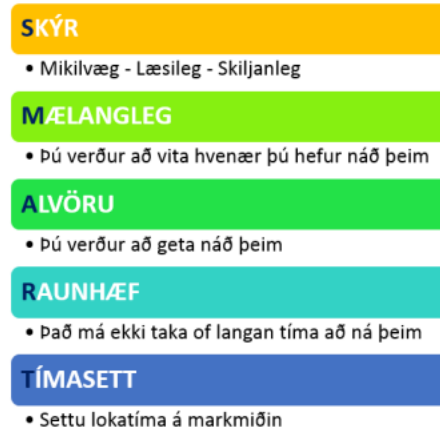 SKÝR
• Mikilvæg - Læsileg - Skiljanleg
MÆLANGLEG
• Þú verður að vita hvenær þú hefur náð þeim
ALVÖRU
• Þú verður að geta náð þeim
RAUNHÆF
• Það má ekki taka of langan tíma að ná þeim
TÍMASETT
• Settu lokatíma á markmiðin